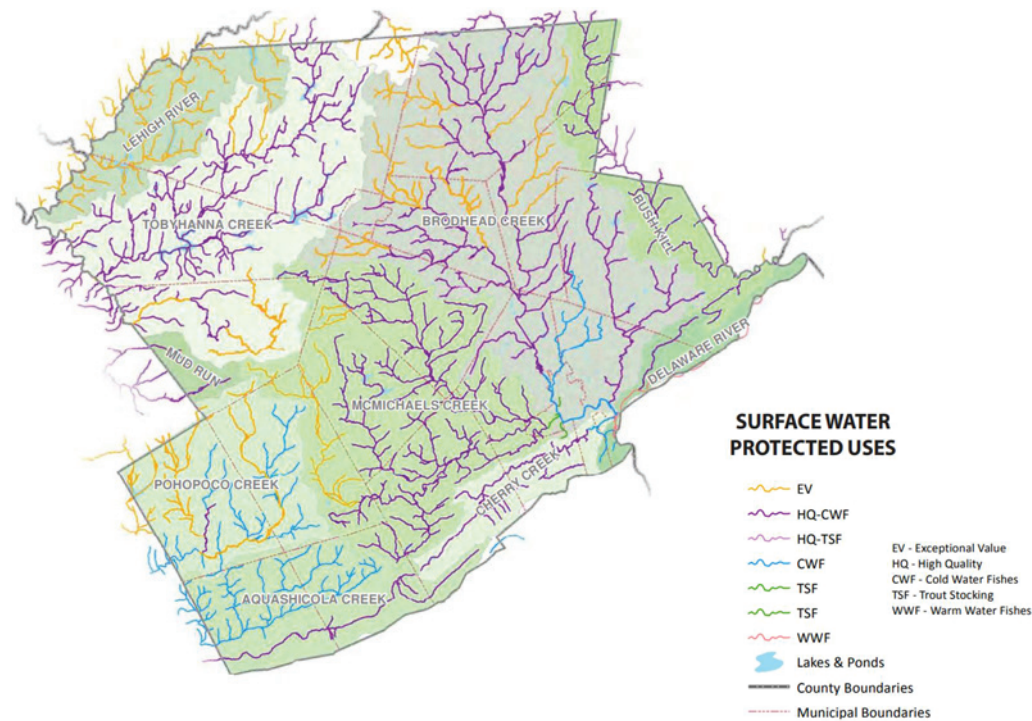 LEHIGH RIVER
TOBYHANNA CREEK
BRODHEAD CREEK
BUSH KILL
DELAWARE RIVER
MUD RUN
MCMICHAELS CREEK
CHERRY CREEK
POHOPOCO CREEK
AQUASHICOLA CREEK
SURFACE WATER
PROTECTED USES
EV
HQ-CWF
HQ-TSF
CWF
TSF
TSF
WWF
Lakes & Ponds
County Boundaries
Municipal Boundaries
EV - Exceptional Value
HQ - High Quality
CWF - Cold Water Fishes
TSF - Trout Stocking
WWF - Warm Water Fishes